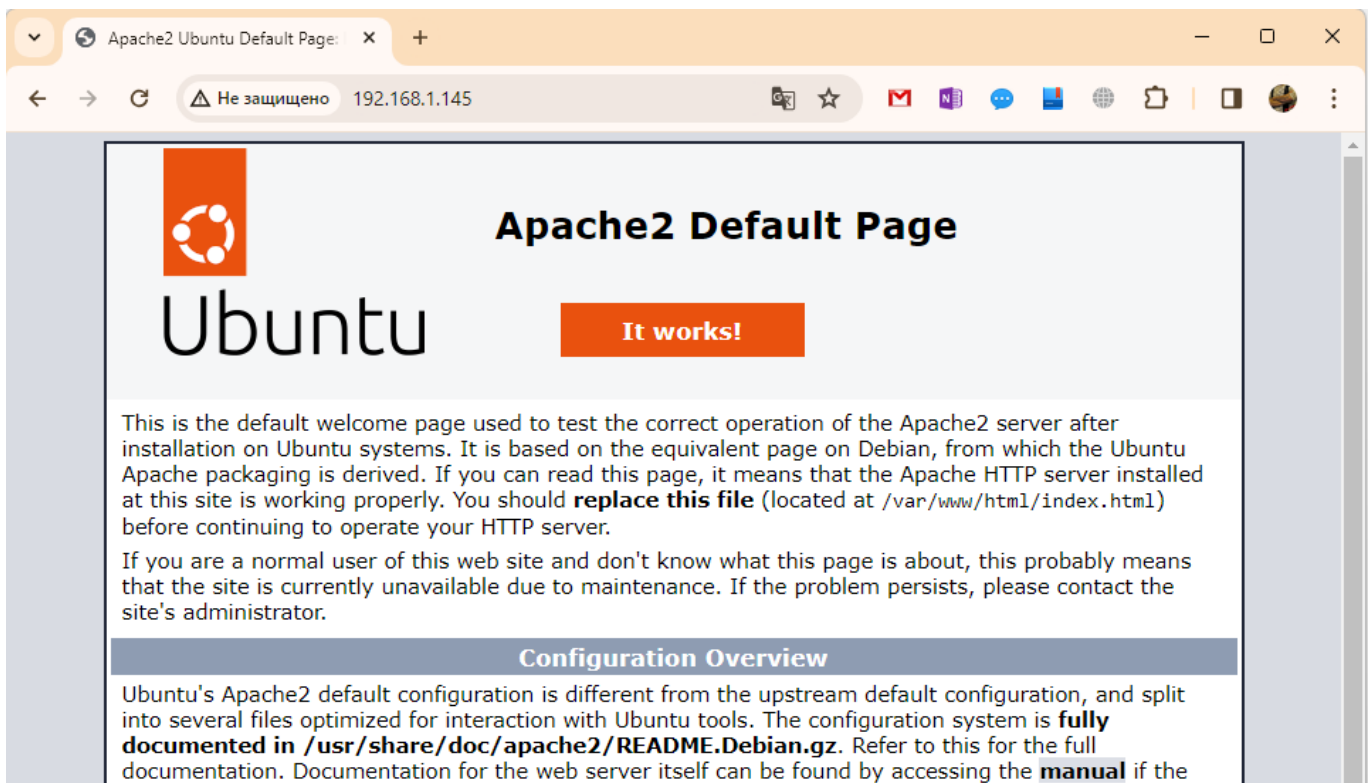 Apache2 Ubuntu Default Page:
Не защищено 192.168.1.145
Apache2 Default Page
Ubuntu
It works!
This is the default welcome page used to test the correct operation of the Apache2 server after
installation on Ubuntu systems. It is based on the equivalent page on Debian, from which the Ubuntu
Apache packaging is derived. If you can read this page, it means that the Apache HTTP server installed
at this site is working properly. You should replace this file (located at /var/www/html/index.html)
before continuing to operate your HTTP server.
If you are a normal user of this web site and don't know what this page is about, this probably means
that the site is currently unavailable due to maintenance. If the problem persists, please contact the
site's administrator.
Configuration Overview
Ubuntu's Apache2 default configuration is different from the upstream default configuration, and split
into several files optimized for interaction with Ubuntu tools. The configuration system is fully
documented in /usr/share/doc/apache2/README.Debian.gz. Refer to this for the full
documentation. Documentation for the web server itself can be found by accessing the manual if the